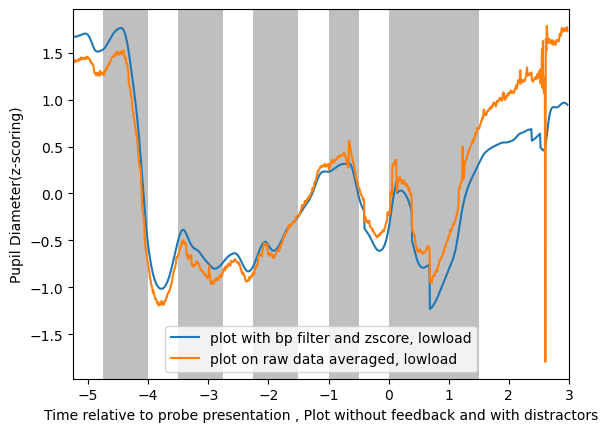 1.5
1.0
0.5
0.0
−0.5
−1.0
−1.5
Pupil Diameter(z-scoring)
plot with bp filter and zscore, lowload
plot on raw data averaged, lowload
−5 −4 −3 −2 −1 0 1 2 3
Time relative to probe presentation , Plot without feedback and with distractors